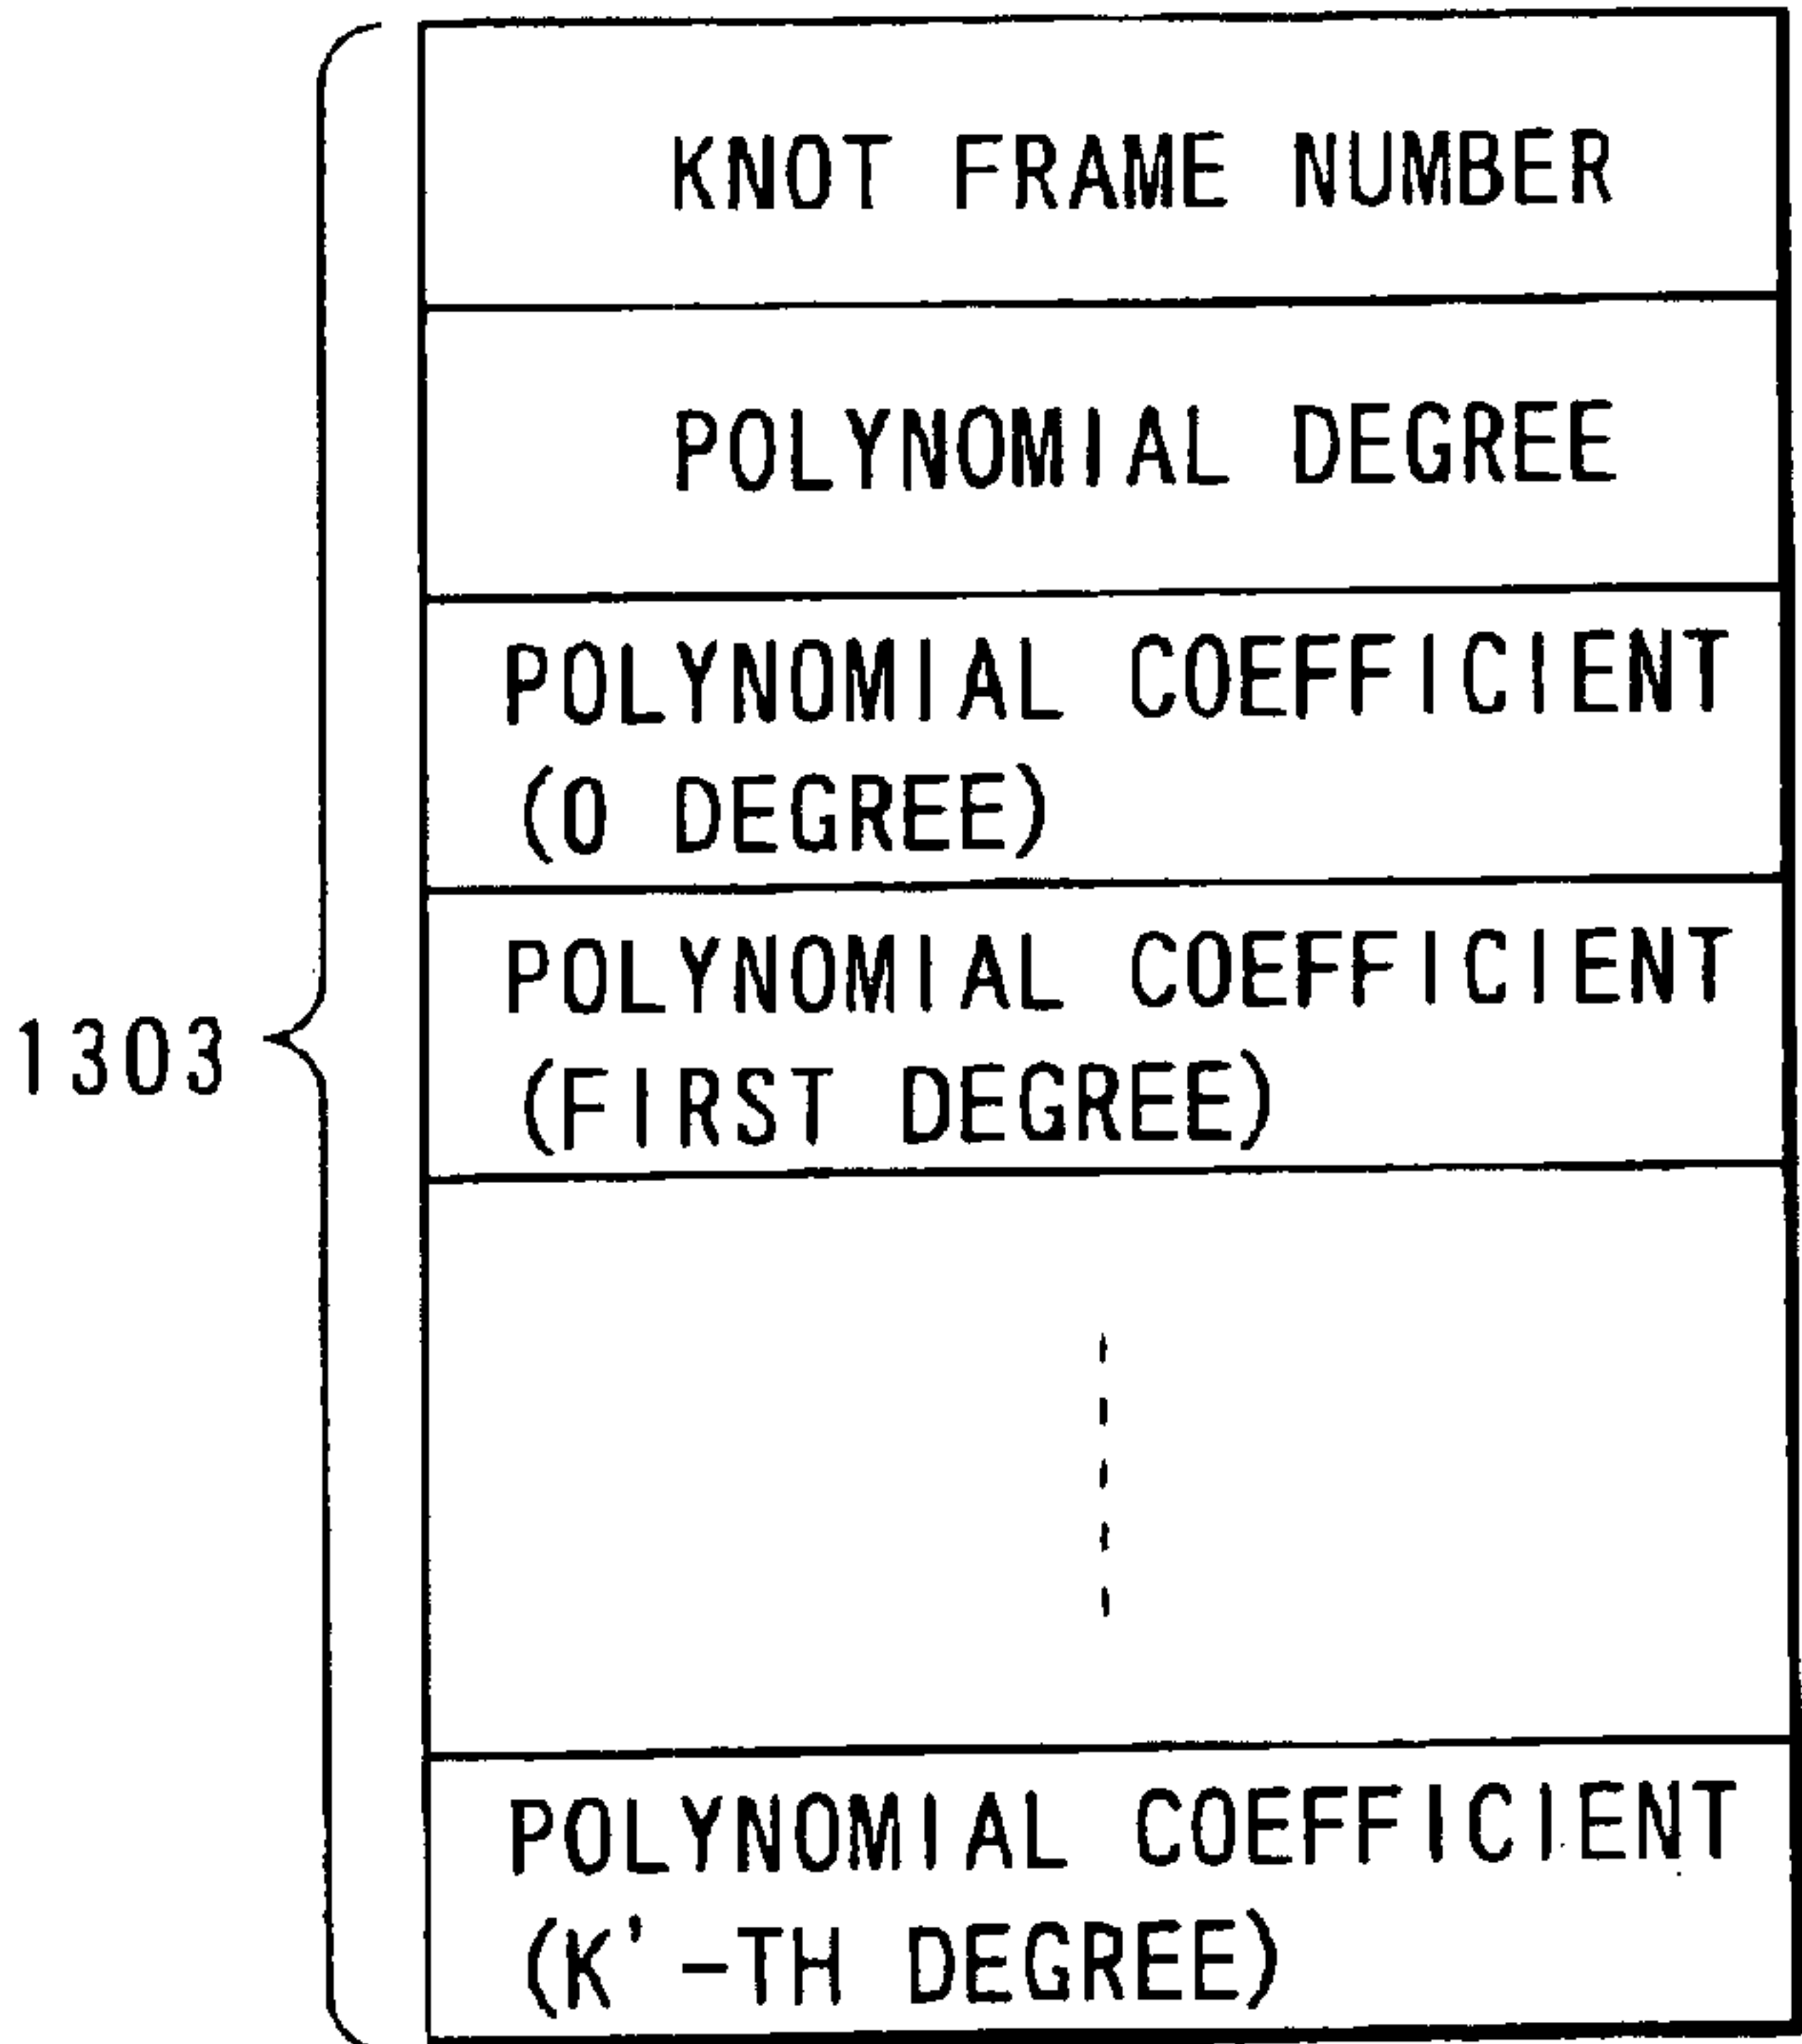 KNOT FRAME NUMBER
POLYNOMIAL DEGREE
POLYNOMIAL COEFFICIENT
(0 DEGREE)
POLYNOMIAL COEFFICIENT
(FIRST DEGREE)
1303
POLYNOMIAL COEFFICIENT
(K'-TH DEGREE)